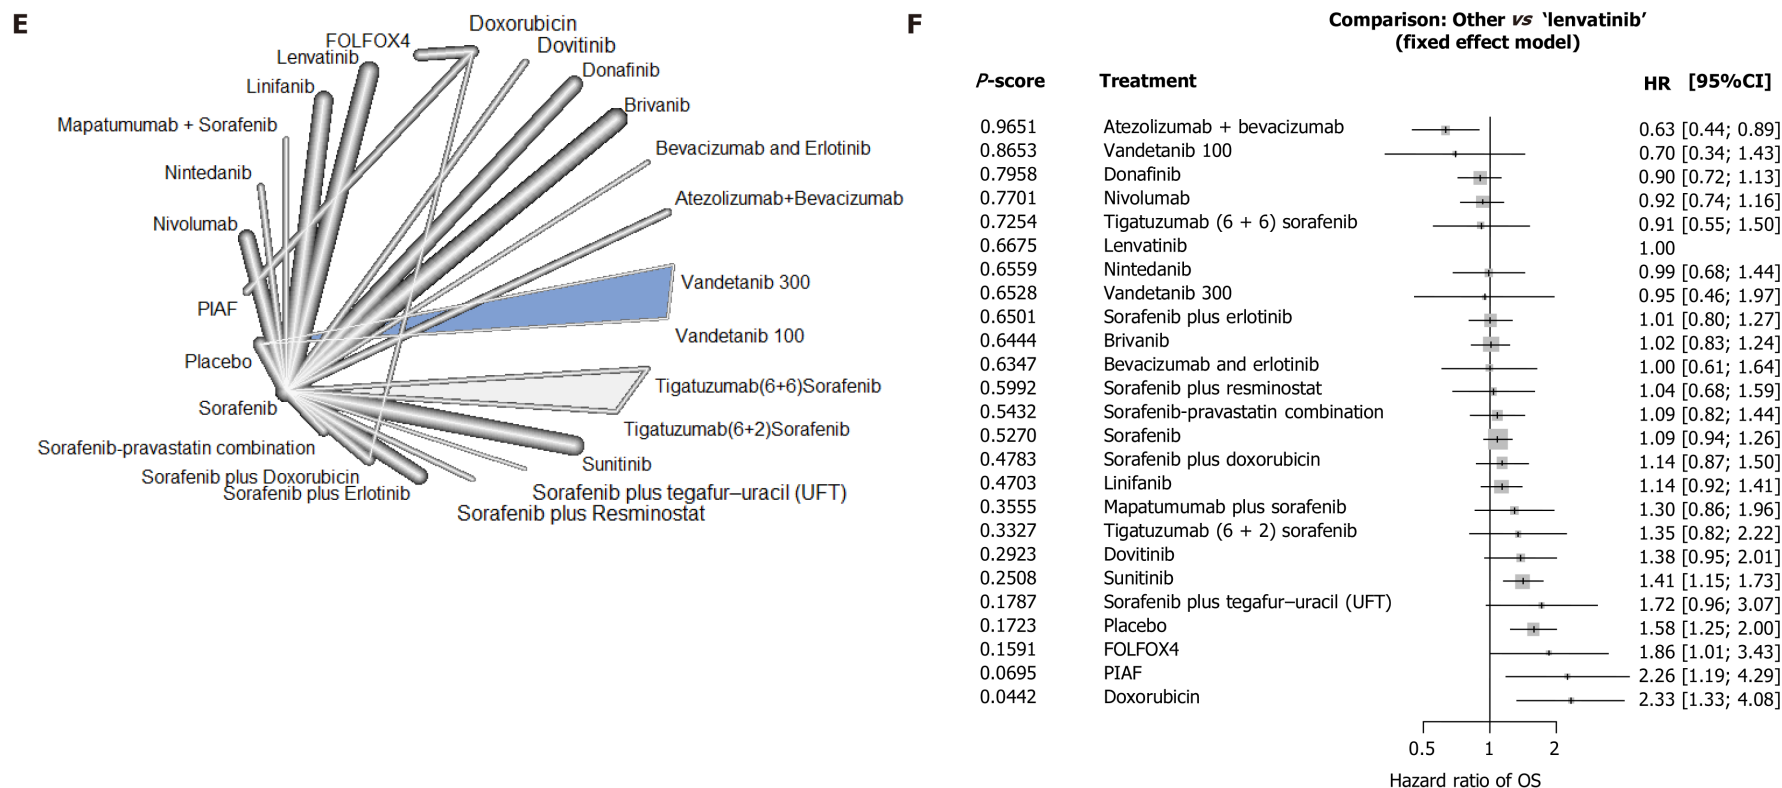 E
Doxorubicin
FOLFOX4
Dovitinib
Lenvatinib
Donafinib
Linifanib
Brivanib
Mapatumumab + Sorafenib
Bevacizumab and Erlotinib
Nintedanib
Atezolizumab+Bevacizumab
Nivolumab
Vandetanib 300
PIAF
Vandetanib 100
Placebo
Tigatuzumab(6+6)Sorafenib
Sorafenib
Tigatuzumab(6+2)Sorafenib
Sorafenib-pravastatin combination
Sunitinib
Sorafenib plus Doxorubicin
Sorafenib plus Erlotinib
Sorafenib plus tegafur–uracil (UFT)
Sorafenib plus Resminostat
F
Comparison: Other vs ‘lenvatinib’
(fixed effect model)
P-score Treatment HR [95%CI]
0.9651 Atezolizumab + bevacizumab 0.63 [0.44; 0.89]
0.8653 Vandetanib 100 0.70 [0.34; 1.43]
0.7958 Donafinib 0.90 [0.72; 1.13]
0.7701 Nivolumab 0.92 [0.74; 1.16]
0.7254 Tigatuzumab (6 + 6) sorafenib 0.91 [0.55; 1.50]
0.6675 Lenvatinib 1.00
0.6559 Nintedanib 0.99 [0.68; 1.44]
0.6528 Vandetanib 300 0.95 [0.46; 1.97]
0.6501 Sorafenib plus erlotinib 1.01 [0.80; 1.27]
0.6444 Brivanib 1.02 [0.83; 1.24]
0.6347 Bevacizumab and erlotinib 1.00 [0.61; 1.64]
0.5992 Sorafenib plus resminostat 1.04 [0.68; 1.59]
0.5432 Sorafenib-pravastatin combination 1.09 [0.82; 1.44]
0.5270 Sorafenib 1.09 [0.94; 1.26]
0.4783 Sorafenib plus doxorubicin 1.14 [0.87; 1.50]
0.4703 Linifanib 1.14 [0.92; 1.41]
0.3555 Mapatumumab plus sorafenib 1.30 [0.86; 1.96]
0.3327 Tigatuzumab (6 + 2) sorafenib 1.35 [0.82; 2.22]
0.2923 Dovitinib 1.38 [0.95; 2.01]
0.2508 Sunitinib 1.41 [1.15; 1.73]
0.1787 Sorafenib plus tegafur–uracil (UFT) 1.72 [0.96; 3.07]
0.1723 Placebo 1.58 [1.25; 2.00]
0.1591 FOLFOX4 1.86 [1.01; 3.43]
0.0695 PIAF 2.26 [1.19; 4.29]
0.0442 Doxorubicin 2.33 [1.33; 4.08]
0.5 1 2
Hazard ratio of OS